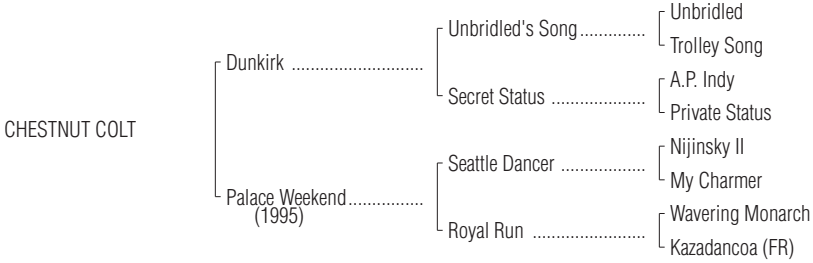 Unbridled
Unbridled's Song..............
Trolley Song
Dunkirk ............................
A.P. Indy
Secret Status ....................
Private Status
CHESTNUT COLT
Nijinsky II
Seattle Dancer ..................
My Charmer
Palace Weekend................
(1995)
Wavering Monarch
Royal Run ........................
Kazadancoa (FR)